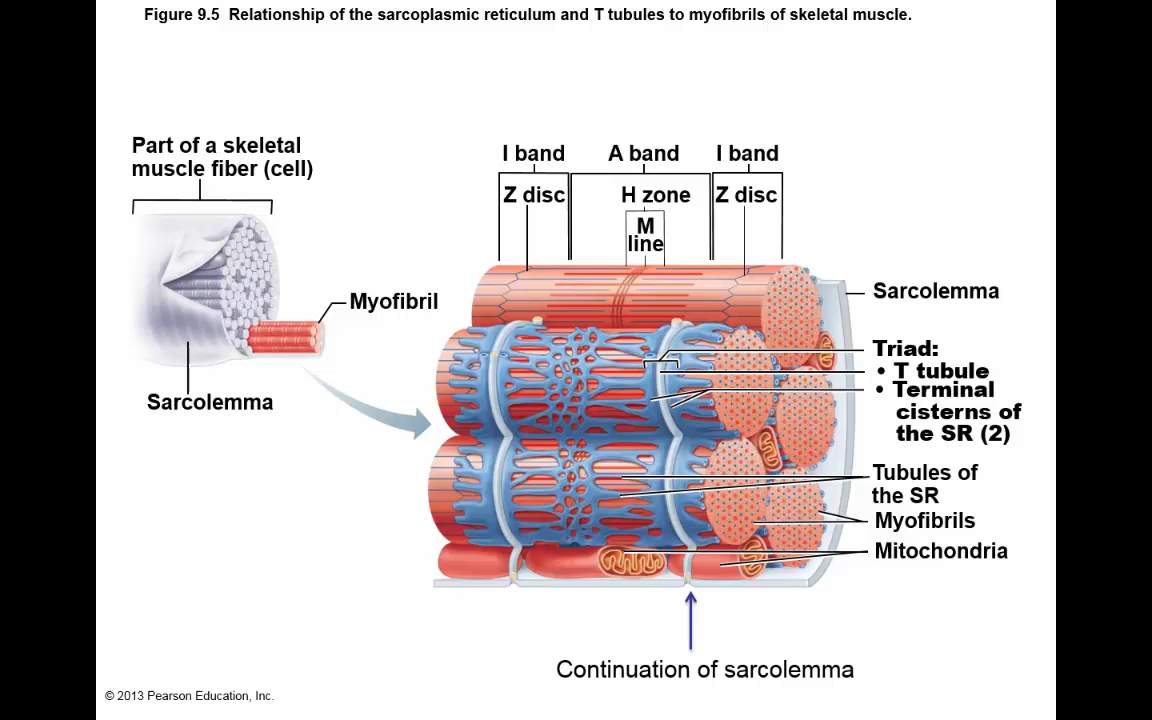 Figure 9.5 Relationship of the sarcoplasmic reticulum and T tubules to myofibrils of skeletal muscle.
Part of a skeletal
muscle fiber (cell)
Myofibril
Sarcolemma
I band
A band
I band
Z disc
H zone
Z disc
M
line
Sarcolemma
Triad:
• T tubule
• Terminal
cisterns of
the SR (2)
Tubules of
the SR
Myofibrils
Mitochondria
Continuation of sarcolemma
© 2013 Pearson Education, Inc.